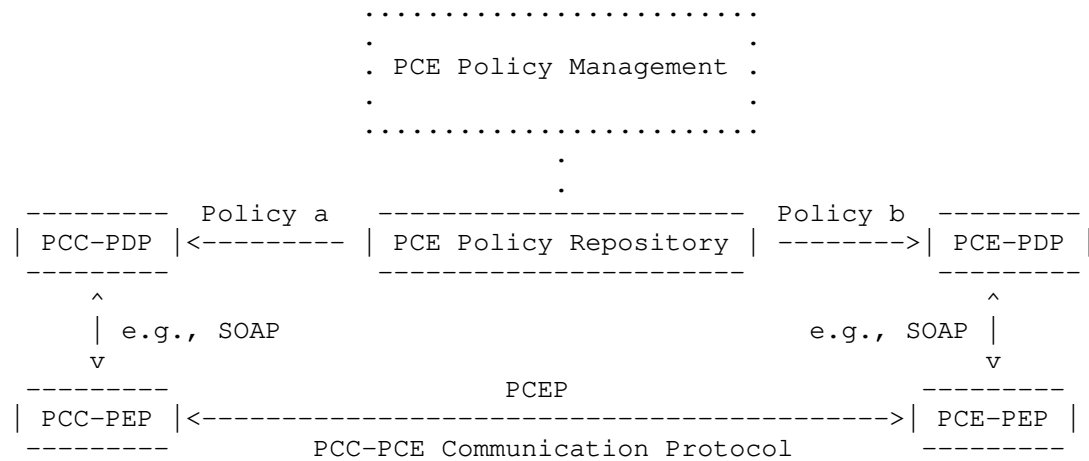 PCE Policy Management
Policy a Policy b
PCC-PDP PCE Policy Repository PCE-PDP
e.g., SOAP e.g., SOAP
v v
PCEP
PCC-PEP PCE-PEP
PCC-PCE Communication Protocol